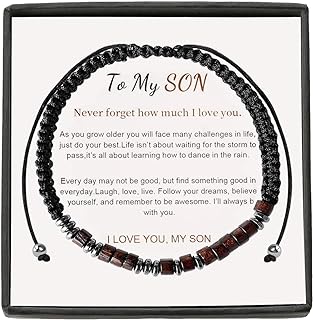 To My SON
Never forget how much I love you.
As you grow older you will face many challenges in life,
just do your best.Life isn't about waiting for the storm to
pass,it's all about learning how to dance in the rain.
Every day may not be good, but find something good in
everyday.Laugh, love, live. Follow your dreams, believe
yourself, and remember to be awesome. I'll always b
with you.
I LOVE YOU, MY SON